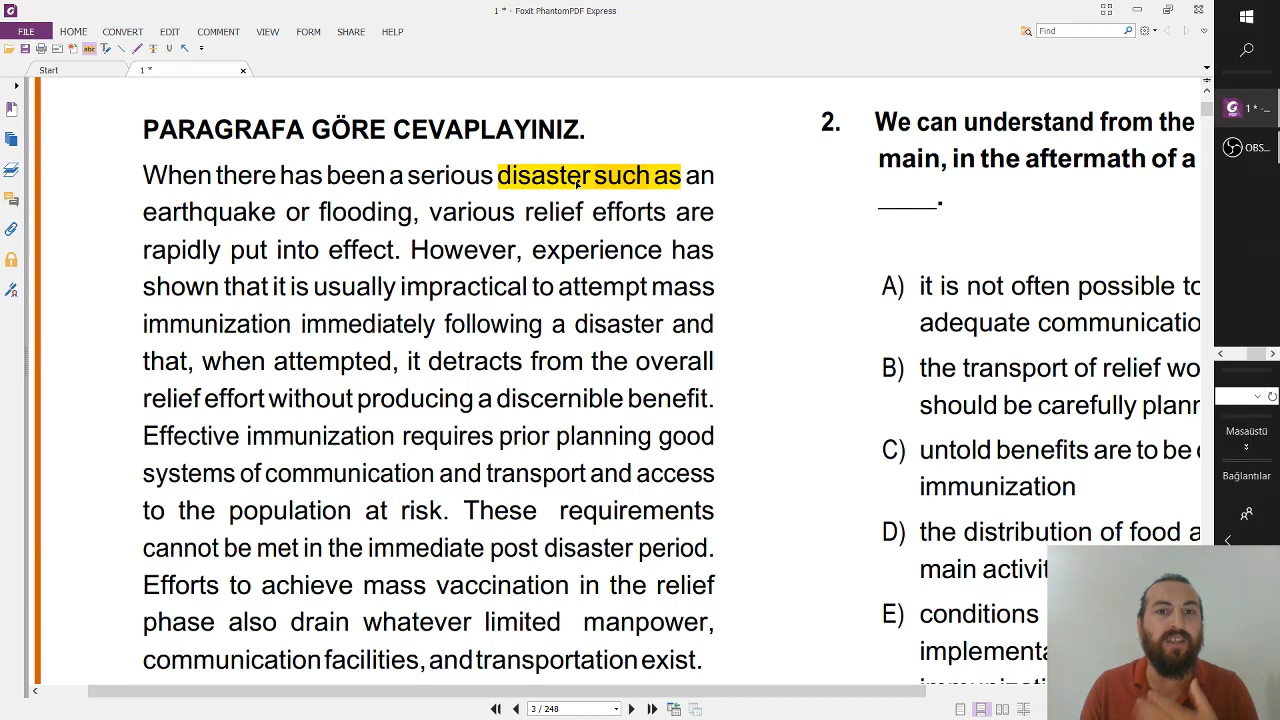 1 * - Foxit PhantomPDF Express
FILE HOME CONVERT EDIT COMMENT VIEW FORM SHARE HELP
Find
Start
1 *
PARAGRAFA GÖRE CEVAPLAYINIZ.
When there has been a serious disaster such as an
earthquake or flooding, various relief efforts are
rapidly put into effect. However, experience has
shown that it is usually impractical to attempt mass
immunization immediately following a disaster and
that, when attempted, it detracts from the overall
relief effort without producing a discernible benefit.
Effective immunization requires prior planning good
systems of communication and transport and access
to the population at risk. These requirements
cannot be met in the immediate post disaster period.
Efforts to achieve mass vaccination in the relief
phase also drain whatever limited manpower,
communication facilities, and transportation exist.
2. We can understand from the
main, in the aftermath of a
_____.
A) it is not often possible to
adequate communicatio
B) the transport of relief wo
should be carefully plann
C) untold benefits are to be
immunization
D) the distribution of food a
main activit
E) conditions
implementa
3 / 248
1 * -...
OBS...
Masaüstü
Bağlantılar